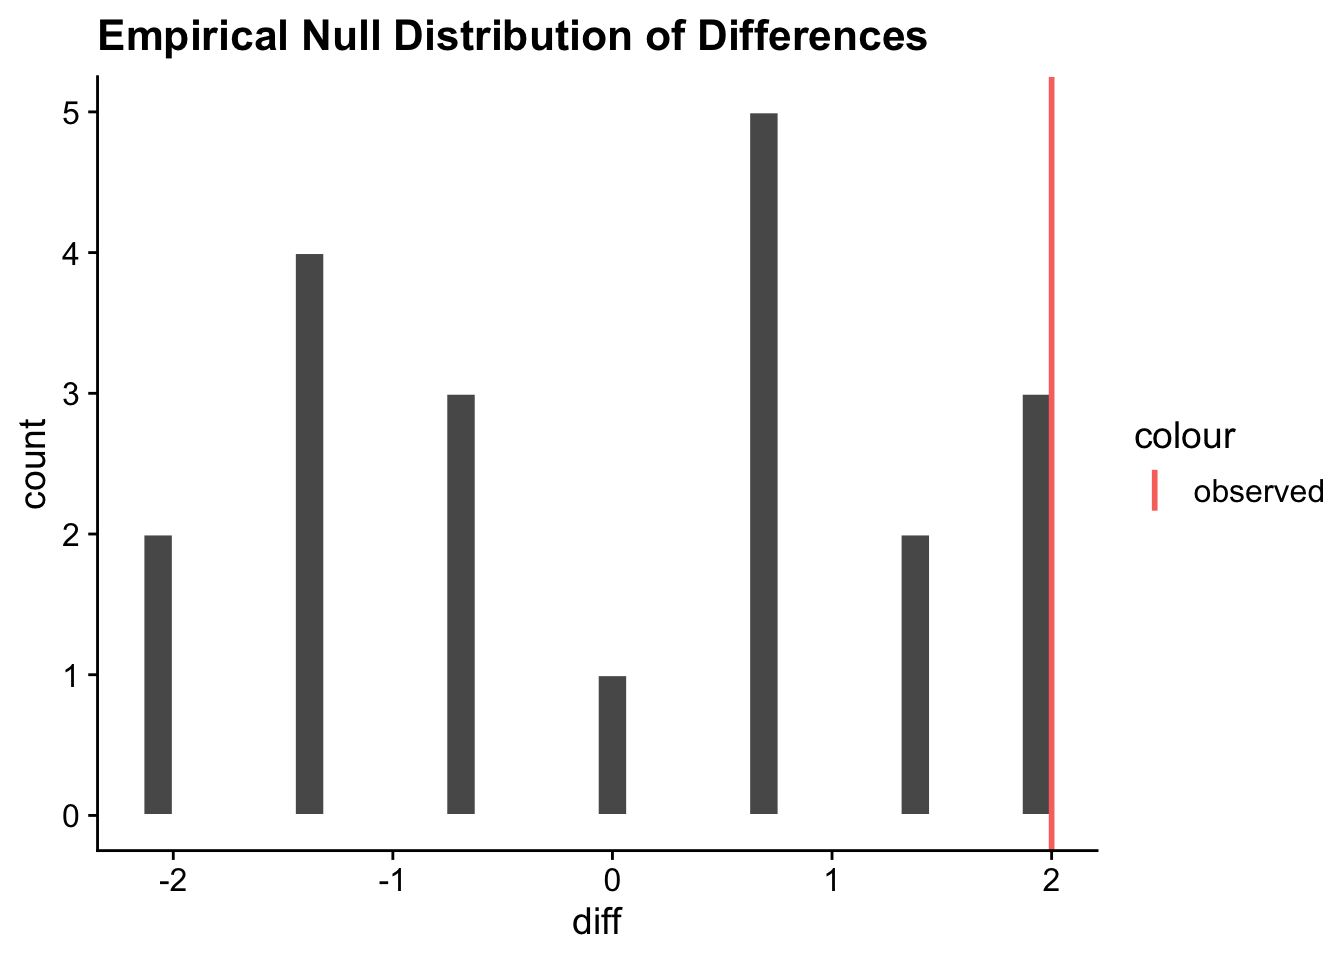 Empirical Null Distribution of Differences
5
4
3
2
1
0
count
-2 -1 0 1 2
diff
colour
observed